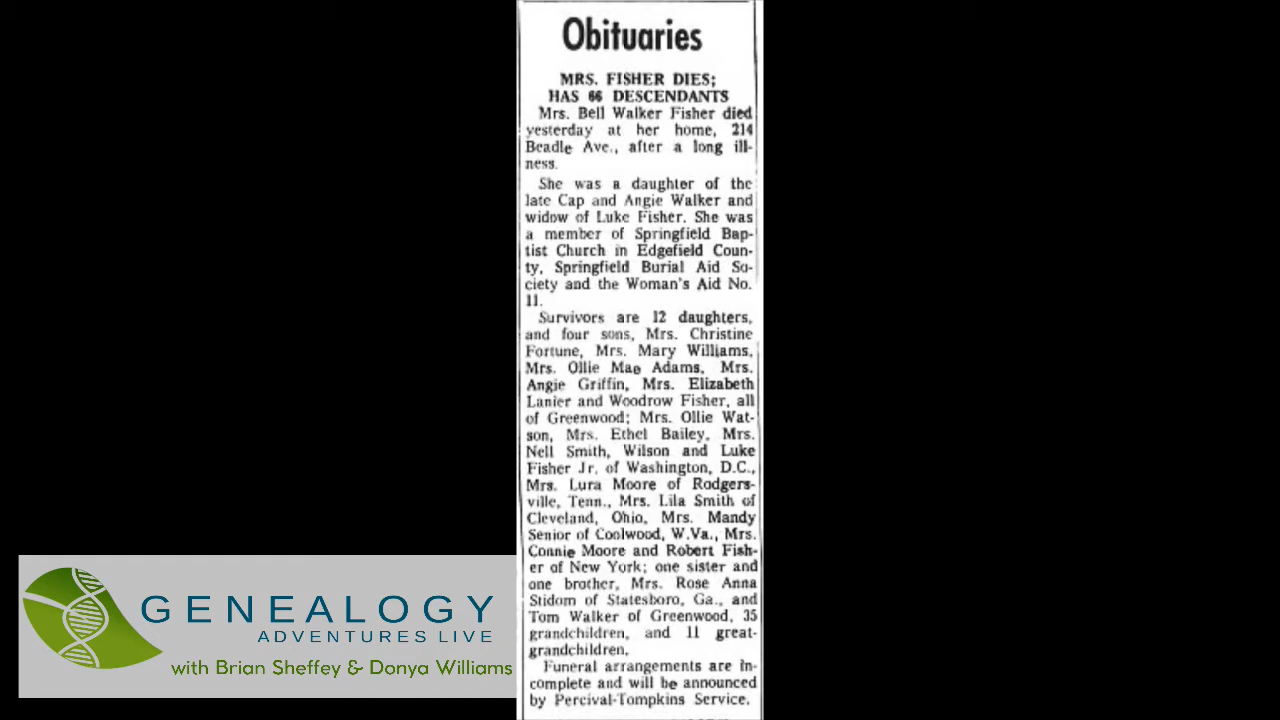 Obituaries
MRS. FISHER DIES;
HAS 66 DESCENDANTS
Mrs. Bell Walker Fisher died
yesterday at her home, 214
Beadle Ave., after a long ill-
ness.
She was a daughter of the
late Cap and Angie Walker and
widow of Luke Fisher. She was
a member of Springfield Bap-
tist Church in Edgefield Coun-
ty, Springfield Burial Aid So-
ciety and the Woman's Aid No.
11.
Survivors are 12 daughters,
and four sons, Mrs. Christine
Fortune, Mrs. Mary Williams,
Mrs. Ollie Mae Adams, Mrs.
Angie Griffin, Mrs. Elizabeth
Lanier and Woodrow Fisher, all
of Greenwood; Mrs. Ollie Wat-
son, Mrs. Ethel Bailey, Mrs.
Nell Smith, Wilson and Luke
Fisher Jr. of Washington, D.C.,
Mrs. Lura Moore of Rodgers-
ville, Tenn., Mrs. Lila Smith of
Cleveland, Ohio, Mrs. Mandy
Senior of Coolwood, W.Va., Mrs.
Connie Moore and Robert Fish-
er of New York; one sister and
one brother, Mrs. Rose Anna
Stidom of Statesboro, Ga., and
Tom Walker of Greenwood, 35
grandchildren, and 11 great-
grandchildren.
Funeral arrangements are in-
complete and will be announced
by Percival-Tompkins Service.
GENEALOGY
ADVENTURES LIVE
with Brian Sheffey & Donya Williams